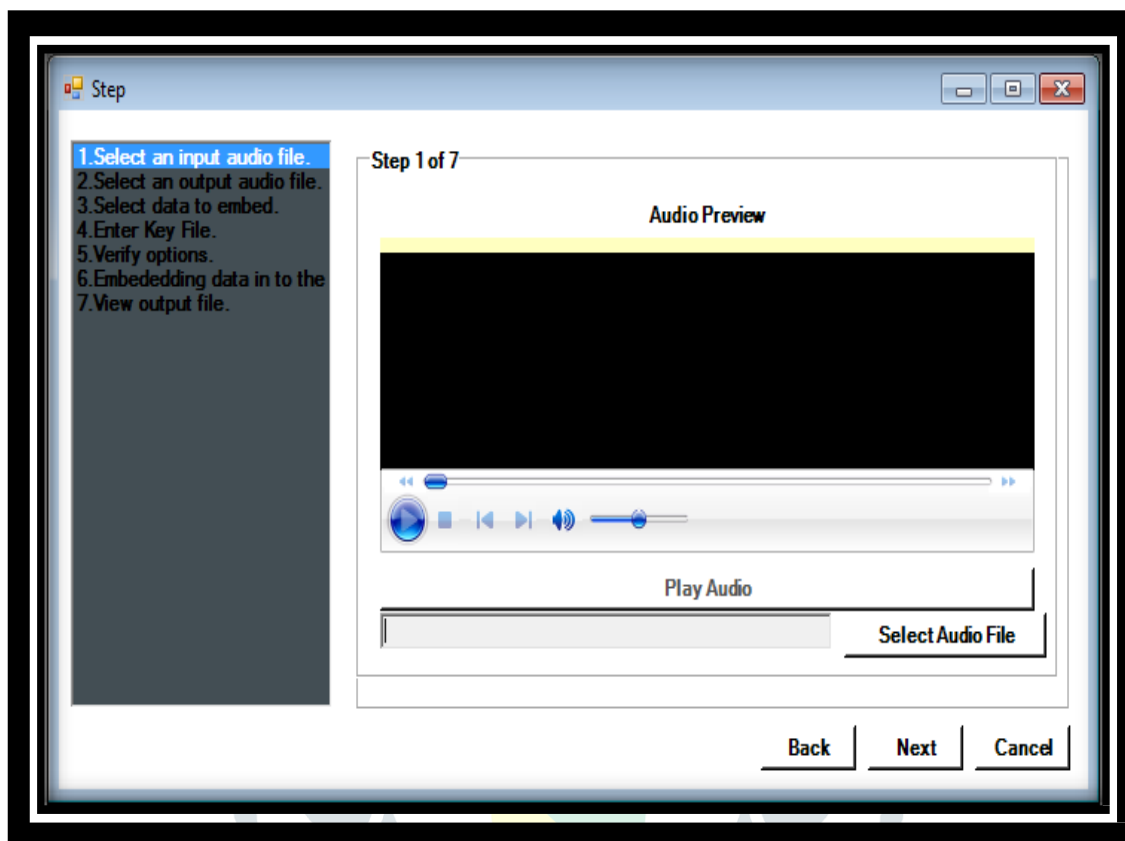 Step
1.Select an input audio file.
2.Select an output audio file.
3.Select data to embed.
4.Enter Key File.
5.Verify options.
6.Embededding data in to the
7.View output file.
Step 1 of 7
Audio Preview
Play Audio
Select Audio File
Back Next Cancel